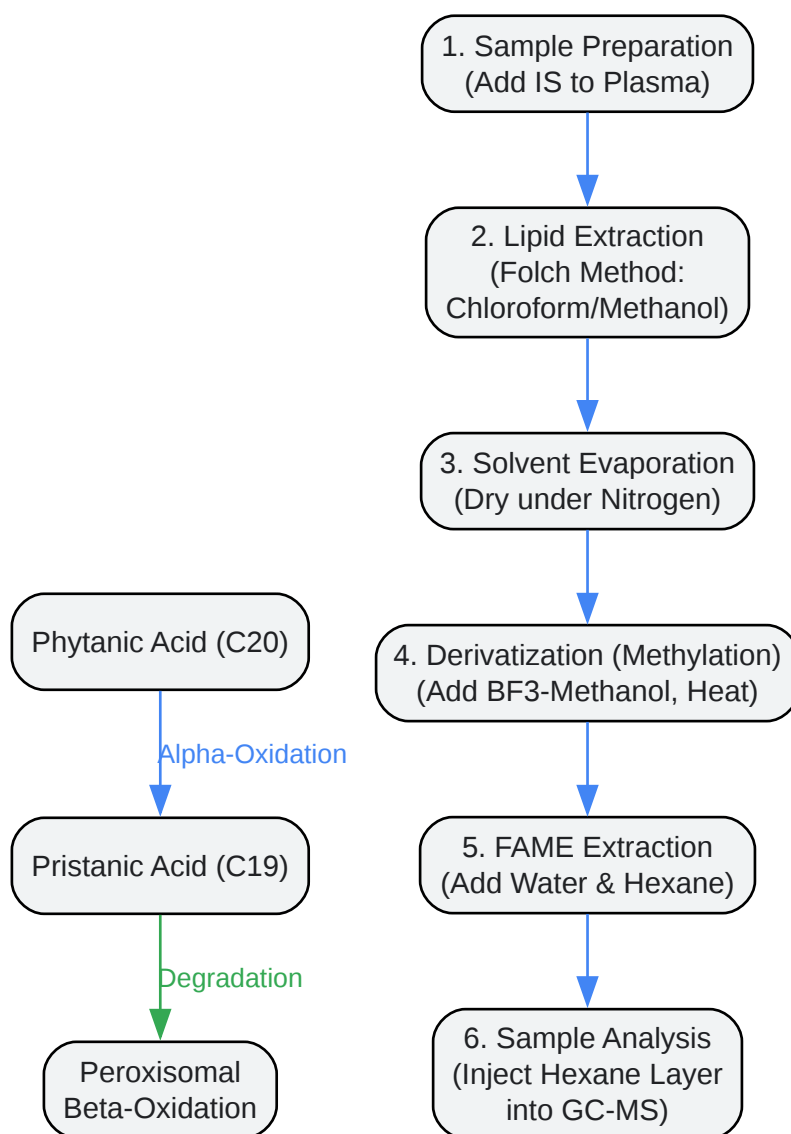 1. Sample Preparation
(Add IS to Plasma)
2. Lipid Extraction
(Folch Method:
Chloroform/Methanol)
3. Solvent Evaporation
(Dry under Nitrogen)
4. Derivatization (Methylation)
(Add BF3-Methanol, Heat)
5. FAME Extraction
(Add Water & Hexane)
6. Sample Analysis
(Inject Hexane Layer
into GC-MS)
Phytanic Acid (C20)
Alpha-Oxidation
Pristanic Acid (C19)
Degradation
Peroxisomal
Beta-Oxidation